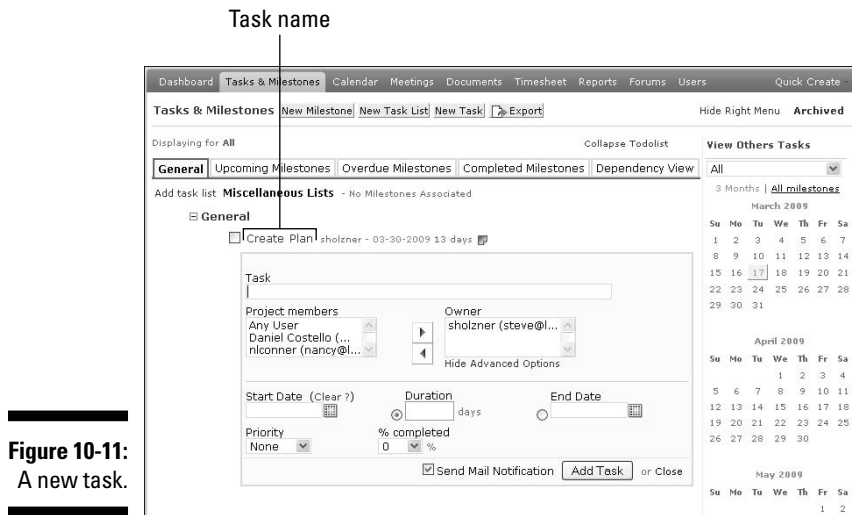 Task name
Dashboard Tasks & Milestones Calendar Meetings Documents Timesheet Reports Forums Users Quick Create
Tasks & Milestones New Milestone New Task List New Task Export Hide Right Menu Archived
Displaying for All Collapse Todolist
General Upcoming Milestones Overdue Milestones Completed Milestones Dependency View
Add task list Miscellaneous Lists - No Milestones Associated
General
Create Plan sholzner - 03-30-2009 13 days
Task
Project members
Any User
Daniel Costello (...
nlconner (nancy@l...
Owner
sholzner (steve@l...
Hide Advanced Options
Start Date (Clear ?) Duration End Date
days
Priority % completed
None 0 %
Send Mail Notification Add Task or Close
View Others Tasks
All
3 Months | All milestones
March 2009
Su Mo Tu We Th Fr Sa
1 2 3 4 5 6 7
8 9 10 11 12 13 14
15 16 17 18 19 20 21
22 23 24 25 26 27 28
29 30 31
April 2009
Su Mo Tu We Th Fr Sa
1 2 3 4
5 6 7 8 9 10 11
12 13 14 15 16 17 18
19 20 21 22 23 24 25
26 27 28 29 30
May 2009
Su Mo Tu We Th Fr Sa
1 2
Figure 10-11:
A new task.